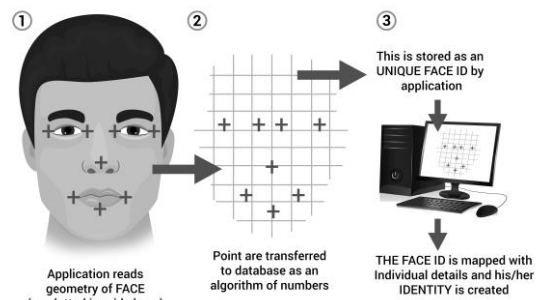 1
2
3
This is stored as an
UNIQUE FACE ID by
application
Application reads
geometry of FACE
Point are transferred
to database as an
algorithm of numbers
THE FACE ID is mapped with
Individual details and his/her
IDENTITY is created